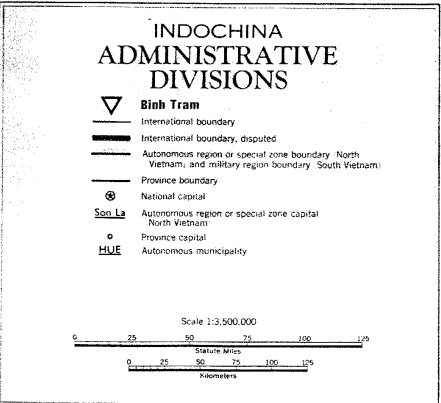 INDOCHINA
ADMINISTRATIVE
DIVISIONS
Binh Tram
International boundary
International boundary, disputed
Autonomous region or special zone boundary (North
Vietnam) and military region boundary (South Vietnam)
Province boundary
National capital
Son La Autonomous region or special zone capital
North Vietnam
Province capital
HUE Autonomous municipality
Scale 1:3,500,000
0 25 50 75 100 125
Statute Miles
0 25 50 75 100 125
Kilometers